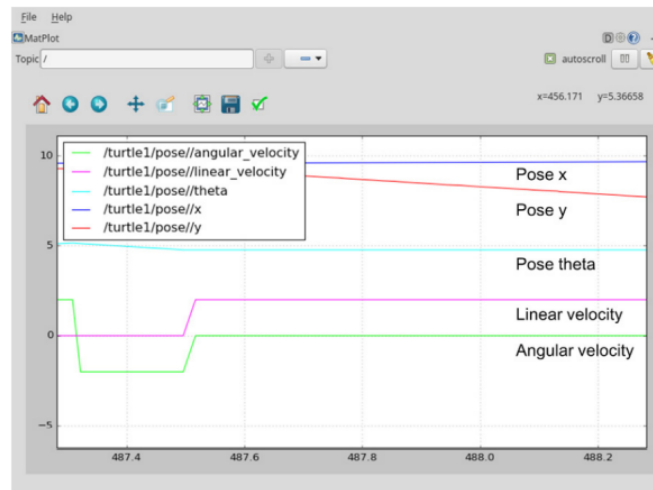 File Help
MatPlot
D
Topic /
autoscroll
x=456.171 y=5.36658
/turtle1/pose//angular_velocity
/turtle1/pose//linear_velocity
/turtle1/pose//theta
/turtle1/pose//x
/turtle1/pose//y
10
5
0
−5
Pose x
Pose y
Pose theta
Linear velocity
Angular velocity
487.4 487.6 487.8 488.0 488.2